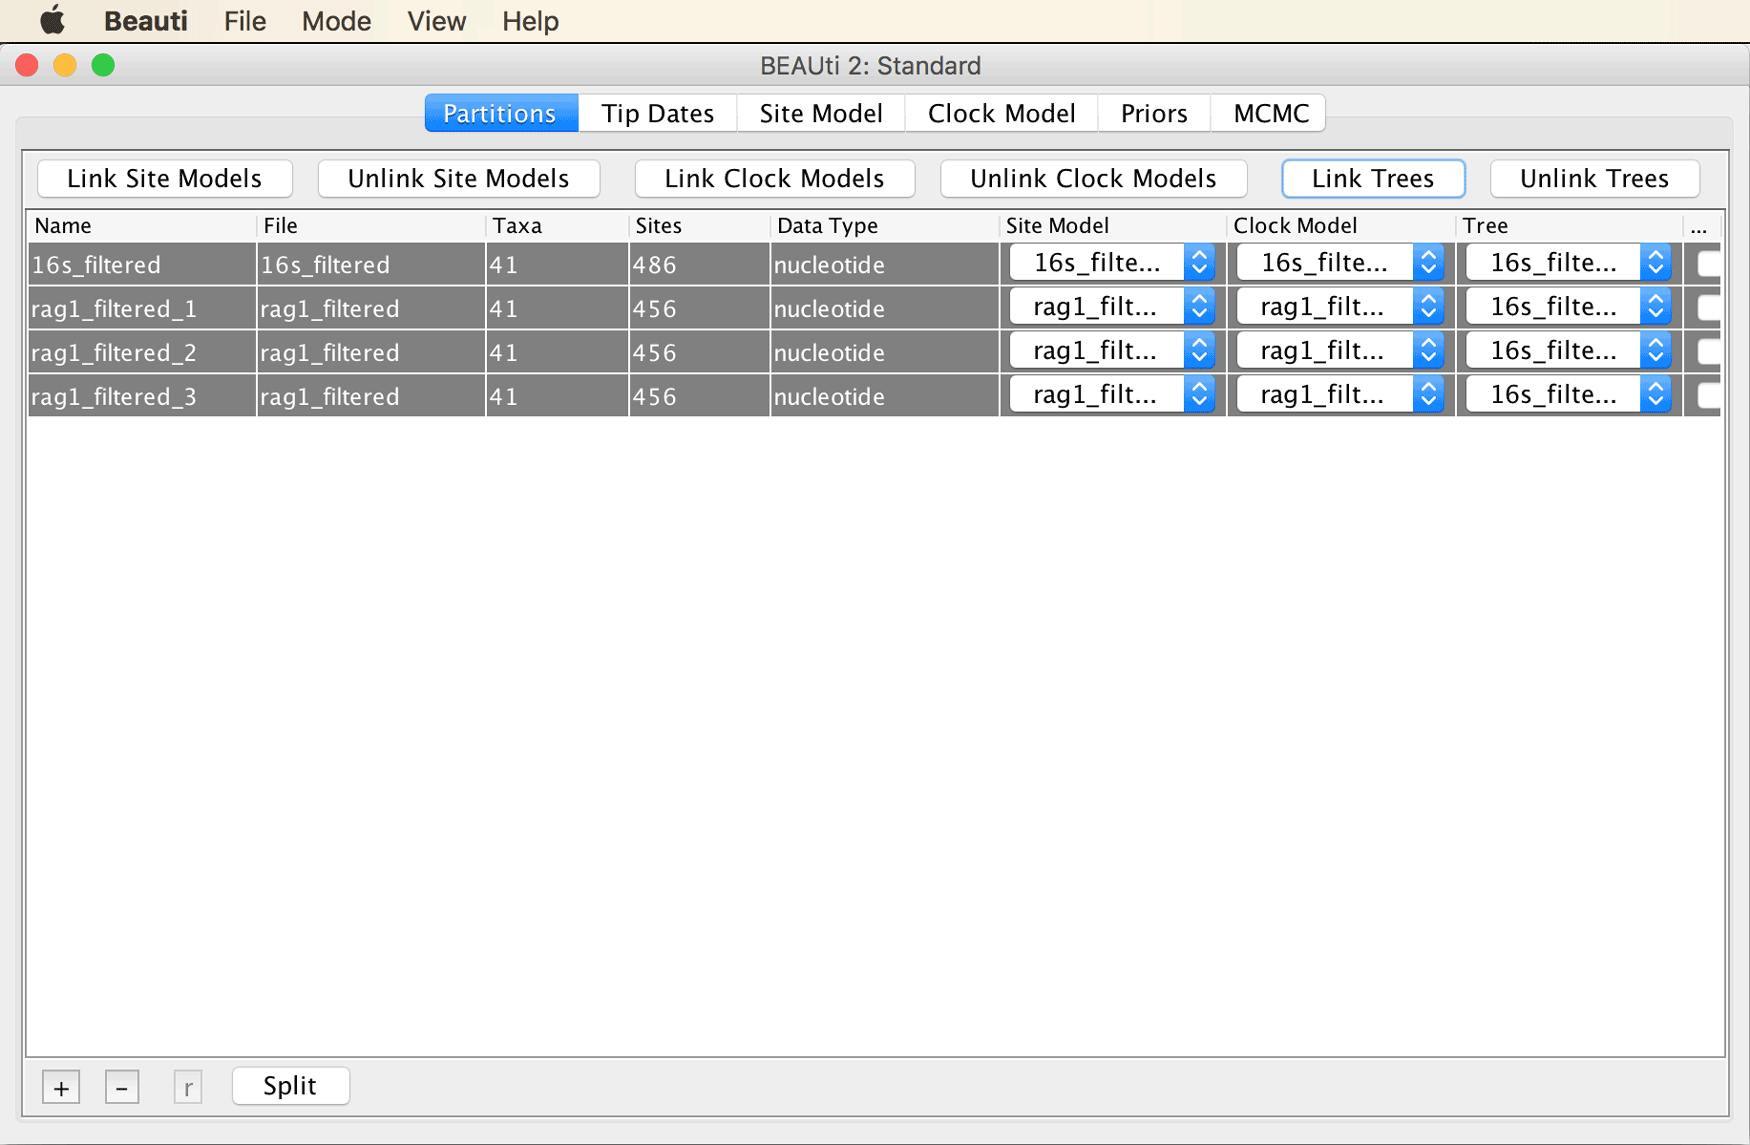 Beauti File Mode View Help
BEAUti 2: Standard
Partitions Tip Dates Site Model Clock Model Priors MCMC
Link Site Models Unlink Site Models Link Clock Models Unlink Clock Models Link Trees Unlink Trees
Name File Taxa Sites Data Type Site Model Clock Model Tree ...
16s_filtered 16s_filtered 41 486 nucleotide 16s_filte... 16s_filte... 16s_filte...
rag1_filtered_1 rag1_filtered 41 456 nucleotide rag1_filt... rag1_filt... 16s_filte...
rag1_filtered_2 rag1_filtered 41 456 nucleotide rag1_filt... rag1_filt... 16s_filte...
rag1_filtered_3 rag1_filtered 41 456 nucleotide rag1_filt... rag1_filt... 16s_filte...
+ - r Split